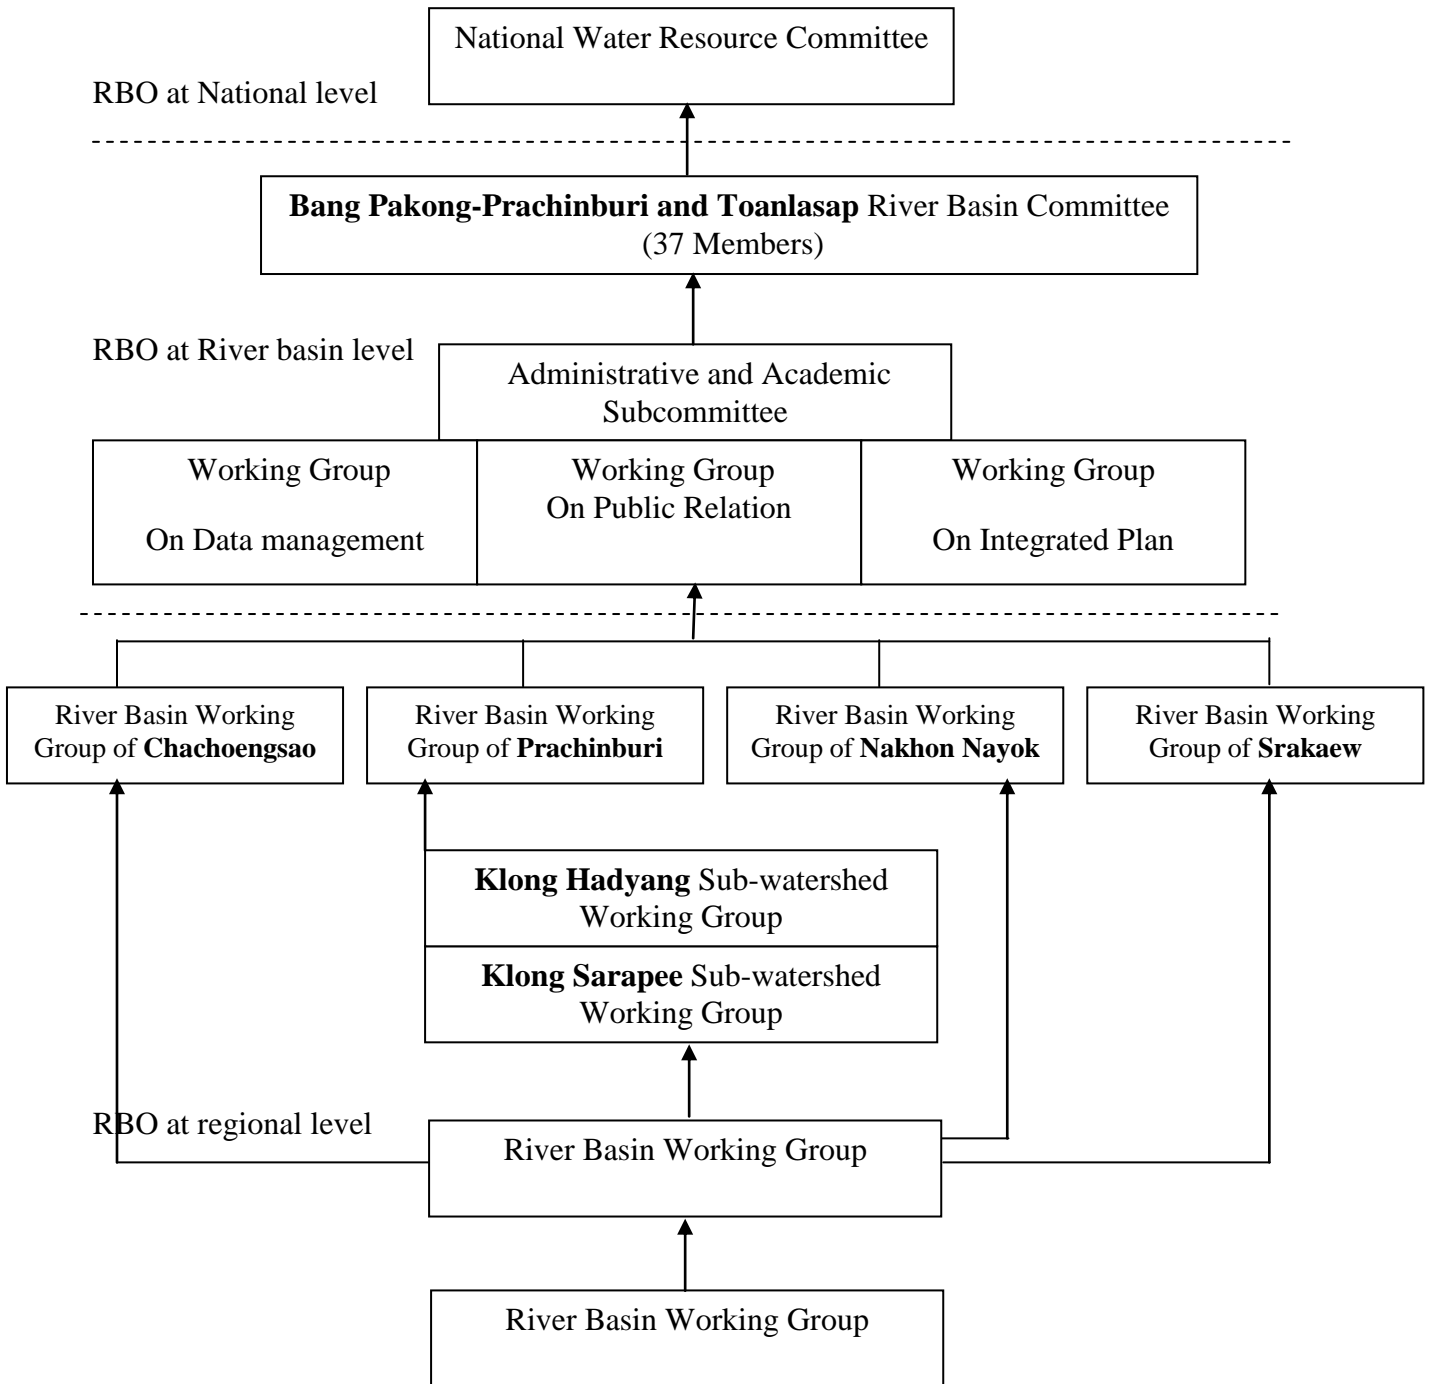 National Water Resource Committee
RBO at National level
Bang Pakong-Prachinburi and Toanlasap River Basin Committee
(37 Members)
RBO at River basin level
Administrative and Academic
Subcommittee
Working Group
On Data management
Working Group
On Public Relation
Working Group
On Integrated Plan
River Basin Working
Group of Chachoengsao
River Basin Working
Group of Prachinburi
River Basin Working
Group of Nakhon Nayok
River Basin Working
Group of Srakaew
Klong Hadyang Sub-watershed
Working Group
Klong Sarapee Sub-watershed
Working Group
RBO at regional level
River Basin Working Group
River Basin Working Group